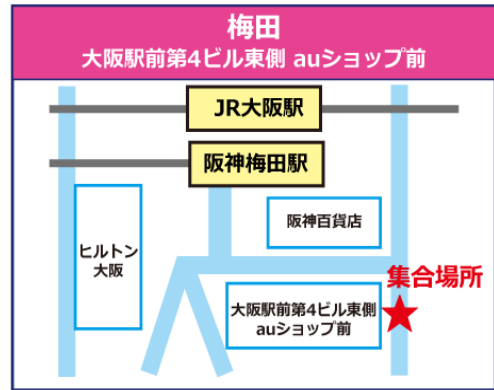 梅田
大阪駅前第4ビル東側 auショップ前
JR大阪駅
阪神梅田駅
阪神百貨店
ヒルトン
大阪
集合場所
大阪駅前第4ビル東側
auショップ前